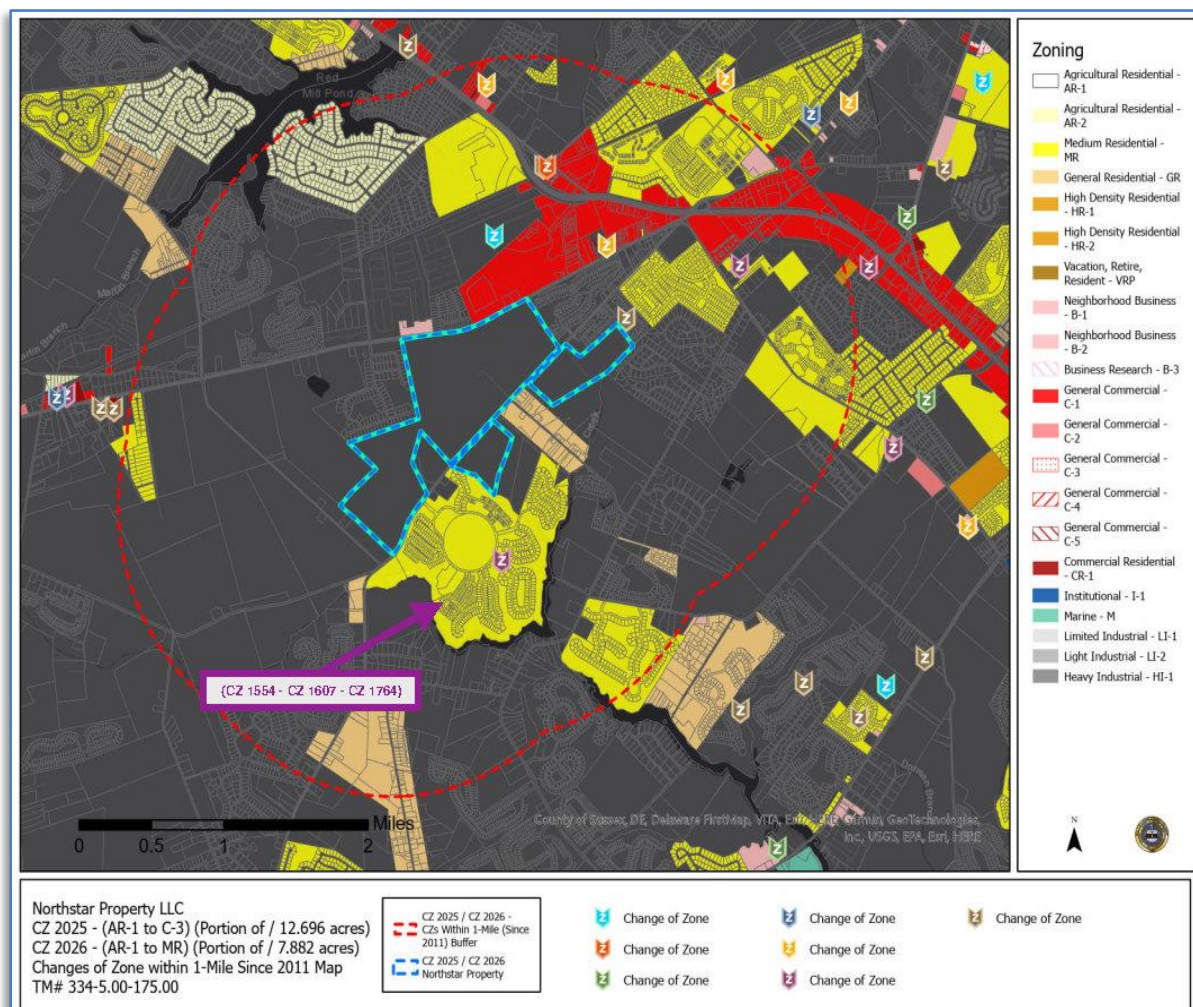 Red
Mill Pond
Martin Branch
{CZ 1554 - CZ 1607 - CZ 1764}
Miles
0 0.5 1 2
County of Sussex, DE, Delaware FirstMap, VITA, Esri, Garmin, GeoTechnologies,
Inc., USGS, EPA, Esri, HERE
Zoning
Agricultural Residential -
AR-1
Agricultural Residential -
AR-2
Medium Residential -
MR
General Residential - GR
High Density Residential
- HR-1
High Density Residential
- HR-2
Vacation, Retire,
Resident - VRP
Neighborhood Business
- B-1
Neighborhood Business
- B-2
Business Research - B-3
General Commercial -
C-1
General Commercial -
C-2
General Commercial -
C-3
General Commercial -
C-4
General Commercial -
C-5
Commercial Residential
- CR-1
Institutional - I-1
Marine - M
Limited Industrial - LI-1
Light Industrial - LI-2
Heavy Industrial - HI-1
N
Northstar Property LLC
CZ 2025 - (AR-1 to C-3) (Portion of / 12.696 acres)
CZ 2026 - (AR-1 to MR) (Portion of / 7.882 acres)
Changes of Zone within 1-Mile Since 2011 Map
TM# 334-5.00-175.00
CZ 2025 / CZ 2026 -
CZs Within 1-Mile (Since
2011) Buffer
CZ 2025 / CZ 2026
Northstar Property
Z Change of Zone
Z Change of Zone
Z Change of Zone
Z Change of Zone
Z Change of Zone
Z Change of Zone
Z Change of Zone